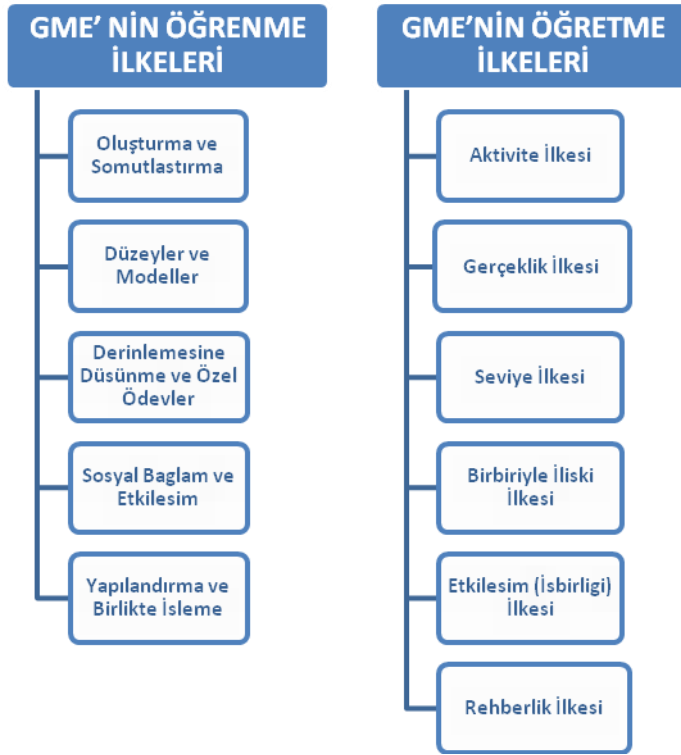 GME' NİN ÖĞRENME
İLKELERİ
Oluşturma ve
Somutlastırma
Düzeyler ve
Modeller
Derinlemesine
Düsünme ve Özel
Ödevler
Sosyal Baglam ve
Etkilesim
Yapılandırma ve
Birlikte İsleme
GME'NİN ÖĞRETME
İLKELERİ
Aktivite İlkesi
Gerçeklik İlkesi
Seviye İlkesi
Birbiriyle İliski
İlkesi
Etkilesim (İsbirligi)
İlkesi
Rehberlik İlkesi